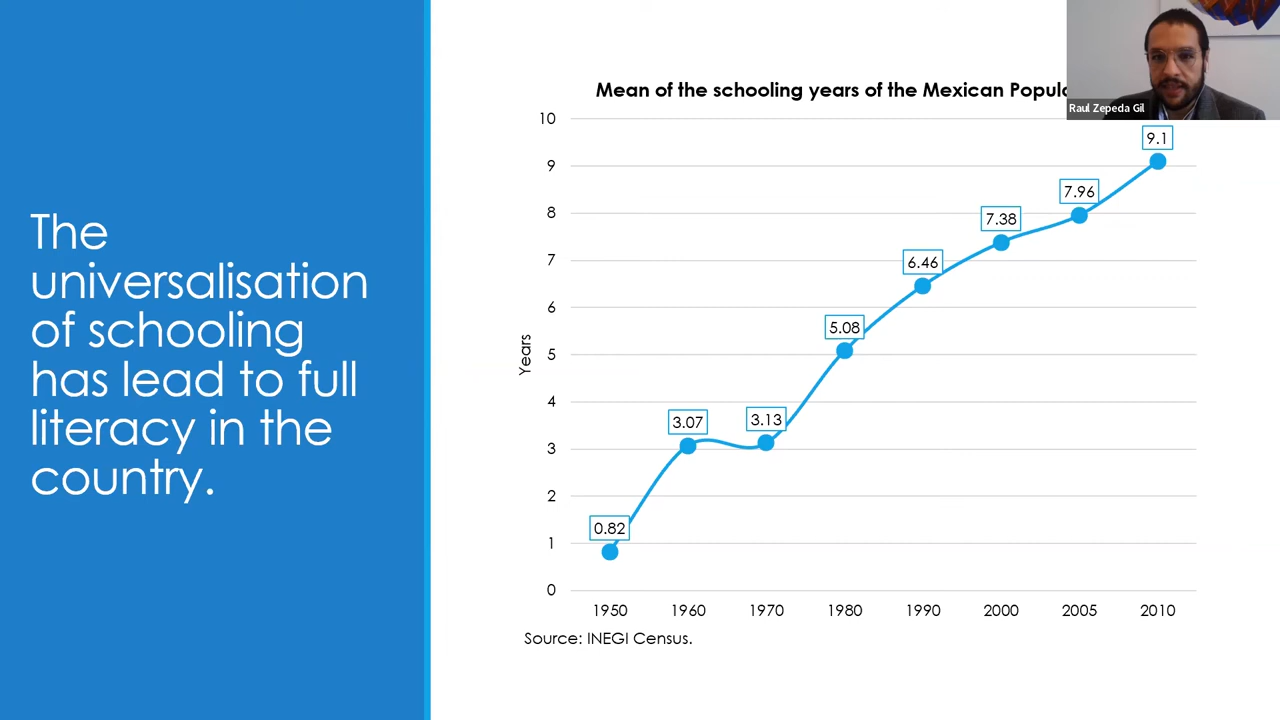 The
universalisation
of schooling
has lead to full
literacy in the
country.
Mean of the schooling years of the Mexican
Raul Zepeda Gil
10
9
8
7
6
5
4
3
2
1
0
Years
0.82
3.07
3.13
5.08
6.46
7.38
7.96
9.1
1950
1960
1970
1980
1990
2000
2005
2010
Source: INEGI Census.